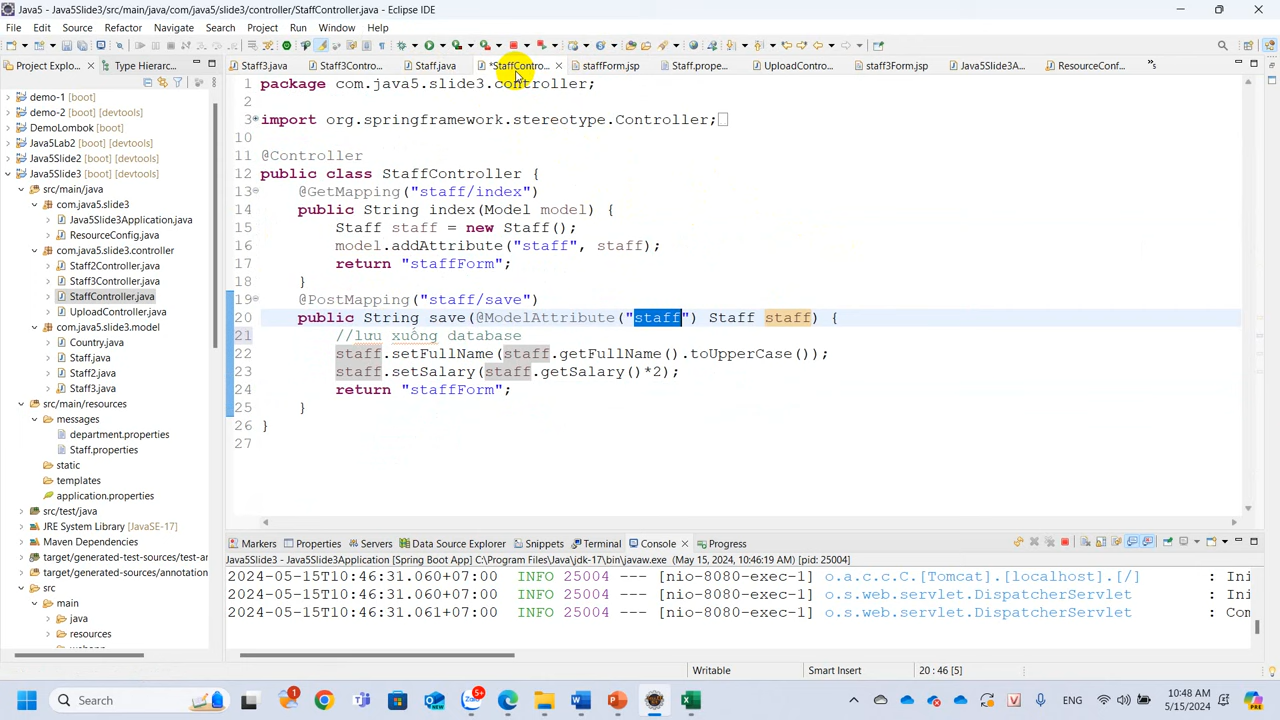 Java5 - Java5Slide3/src/main/java/com/java5/slide3/controller/StaffController.java - Eclipse IDE
File Edit Source Refactor Navigate Search Project Run Window Help
Project Explo... Type Hierarc...
Staff3.java Staff3Contro... Staff.java *StaffContro... staffForm.jsp Staff.prope... UploadContro... staff3Form.jsp Java5Slide3A... ResourceConf... »5
demo-1 [boot]
demo-2 [devtools]
DemoLombok [boot]
Java5Lab2 [boot] [devtools]
Java5Slide2 [boot]
Java5Slide3 [boot] [devtools]
src/main/java
com.java5.slide3
Java5Slide3Application.java
ResourceConfig.java
com.java5.slide3.controller
Staff2Controller.java
Staff3Controller.java
StaffController.java
UploadController.java
com.java5.slide3.model
Country.java
Staff.java
Staff2.java
Staff3.java
src/main/resources
messages
department.properties
Staff.properties
static
templates
application.properties
src/test/java
JRE System Library [JavaSE-17]
Maven Dependencies
target/generated-test-sources/test-ar
target/generated-sources/annotation
src
main
java
resources
1 package com.java5.slide3.controller;
2
3 import org.springframework.stereotype.Controller;
10
11 @Controller
12 public class StaffController {
13 @GetMapping("staff/index")
14 public String index(Model model) {
15 Staff staff = new Staff();
16 model.addAttribute("staff", staff);
17 return "staffForm";
18 }
19 @PostMapping("staff/save")
20 public String save(@ModelAttribute("staff") Staff staff) {
21 //lưu xuống database
22 staff.setFullName(staff.getFullName().toUpperCase());
23 staff.setSalary(staff.getSalary()*2);
24 return "staffForm";
25 }
26 }
27
Markers Properties Servers Data Source Explorer Snippets Terminal Console Progress
Java5Slide3 - Java5Slide3Application [Spring Boot App] C:\Program Files\Java\jdk-17\bin\javaw.exe (May 15, 2024, 10:46:19 AM) [pid: 25004]
2024-05-15T10:46:31.060+07:00 INFO 25004 --- [nio-8080-exec-1] o.a.c.c.C.[Tomcat].[localhost].[/] : Ini
2024-05-15T10:46:31.060+07:00 INFO 25004 --- [nio-8080-exec-1] o.s.web.servlet.DispatcherServlet : Ini
2024-05-15T10:46:31.061+07:00 INFO 25004 --- [nio-8080-exec-1] o.s.web.servlet.DispatcherServlet : Com
Writable Smart Insert 20 : 46 [5]
Search 1 5+ ENG 0:48 AM
5/15/2024